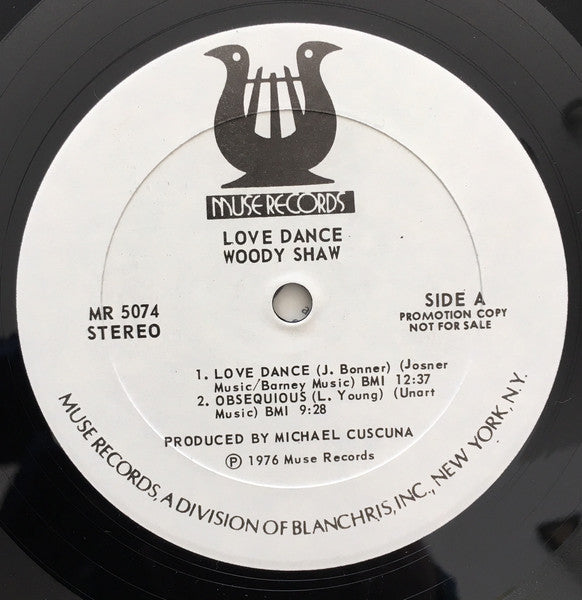 MUSE RECORDS
LOVE DANCE
WOODY SHAW
MR 5074
STEREO
SIDE A
PROMOTION COPY
NOT FOR SALE
1. LOVE DANCE (J. Bonner) (Josner
Music/Barney Music) BMI 12:37
2. OBSEQUIOUS (L. Young) (Unart
Music) BMI 9:28
PRODUCED BY MICHAEL CUSCUNA
Ⓟ 1976 Muse Records
MUSE RECORDS, A DIVISION OF BLANCHRIS, INC., NEW YORK, N.Y.